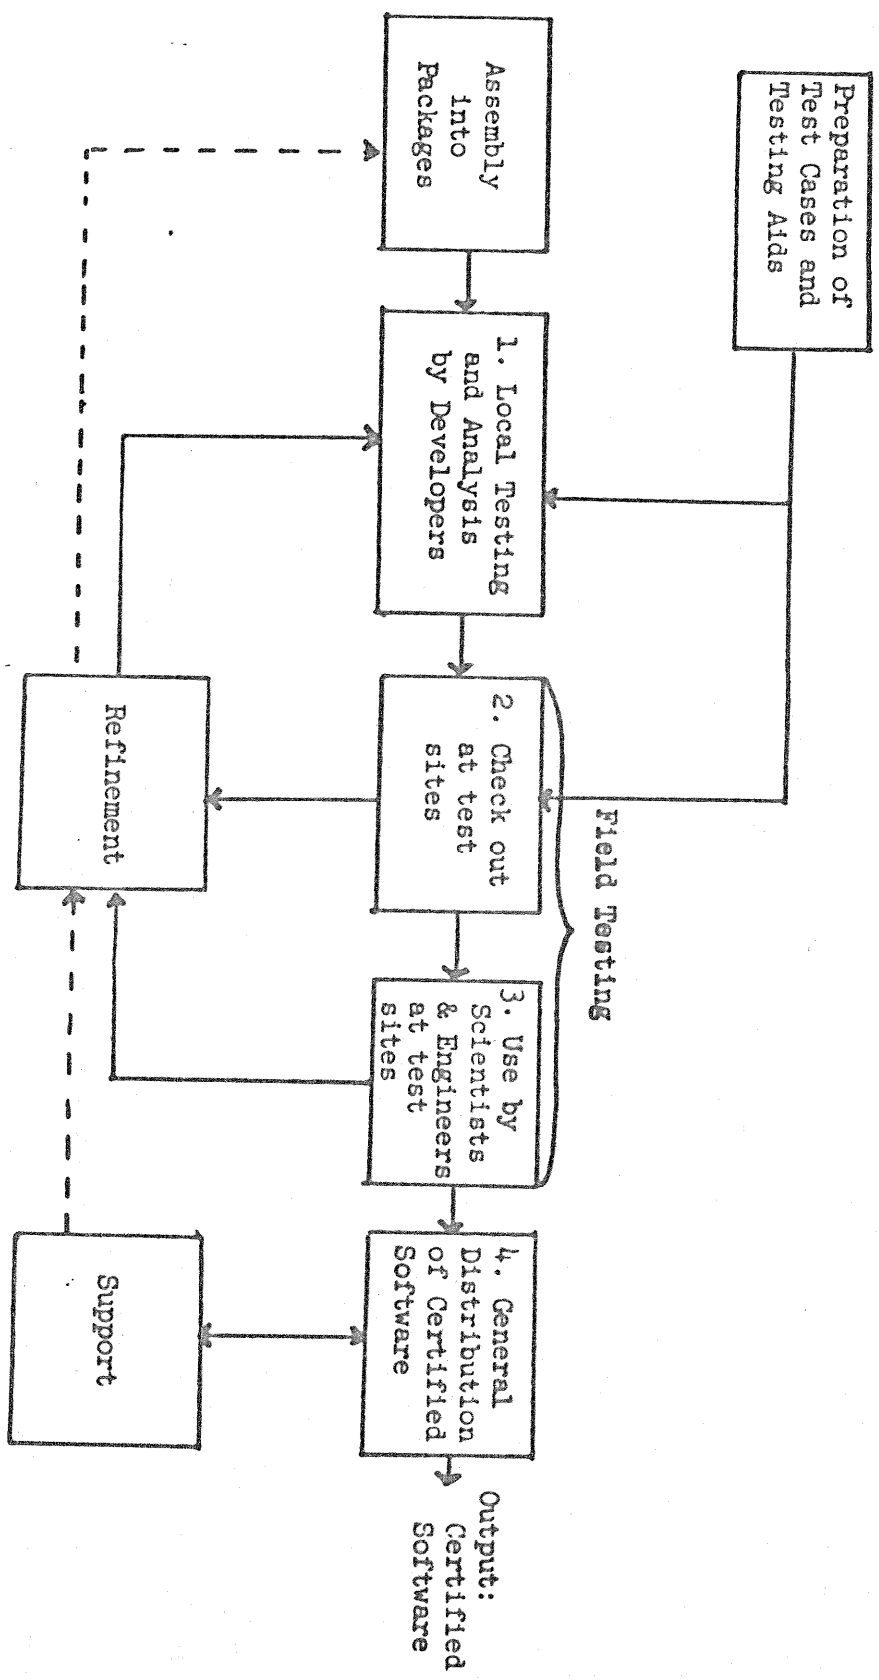 Preparation of
Test Cases and
Testing Aids
Field Testing
Assembly
into
Packages
1. Local Testing
and Analysis
by Developers
2. Check out
at test
sites
3. Use by
Scientists
& Engineers
at test
sites
4. General
Distribution
of Certified
Software
Output:
Certified
Software
Refinement
Support